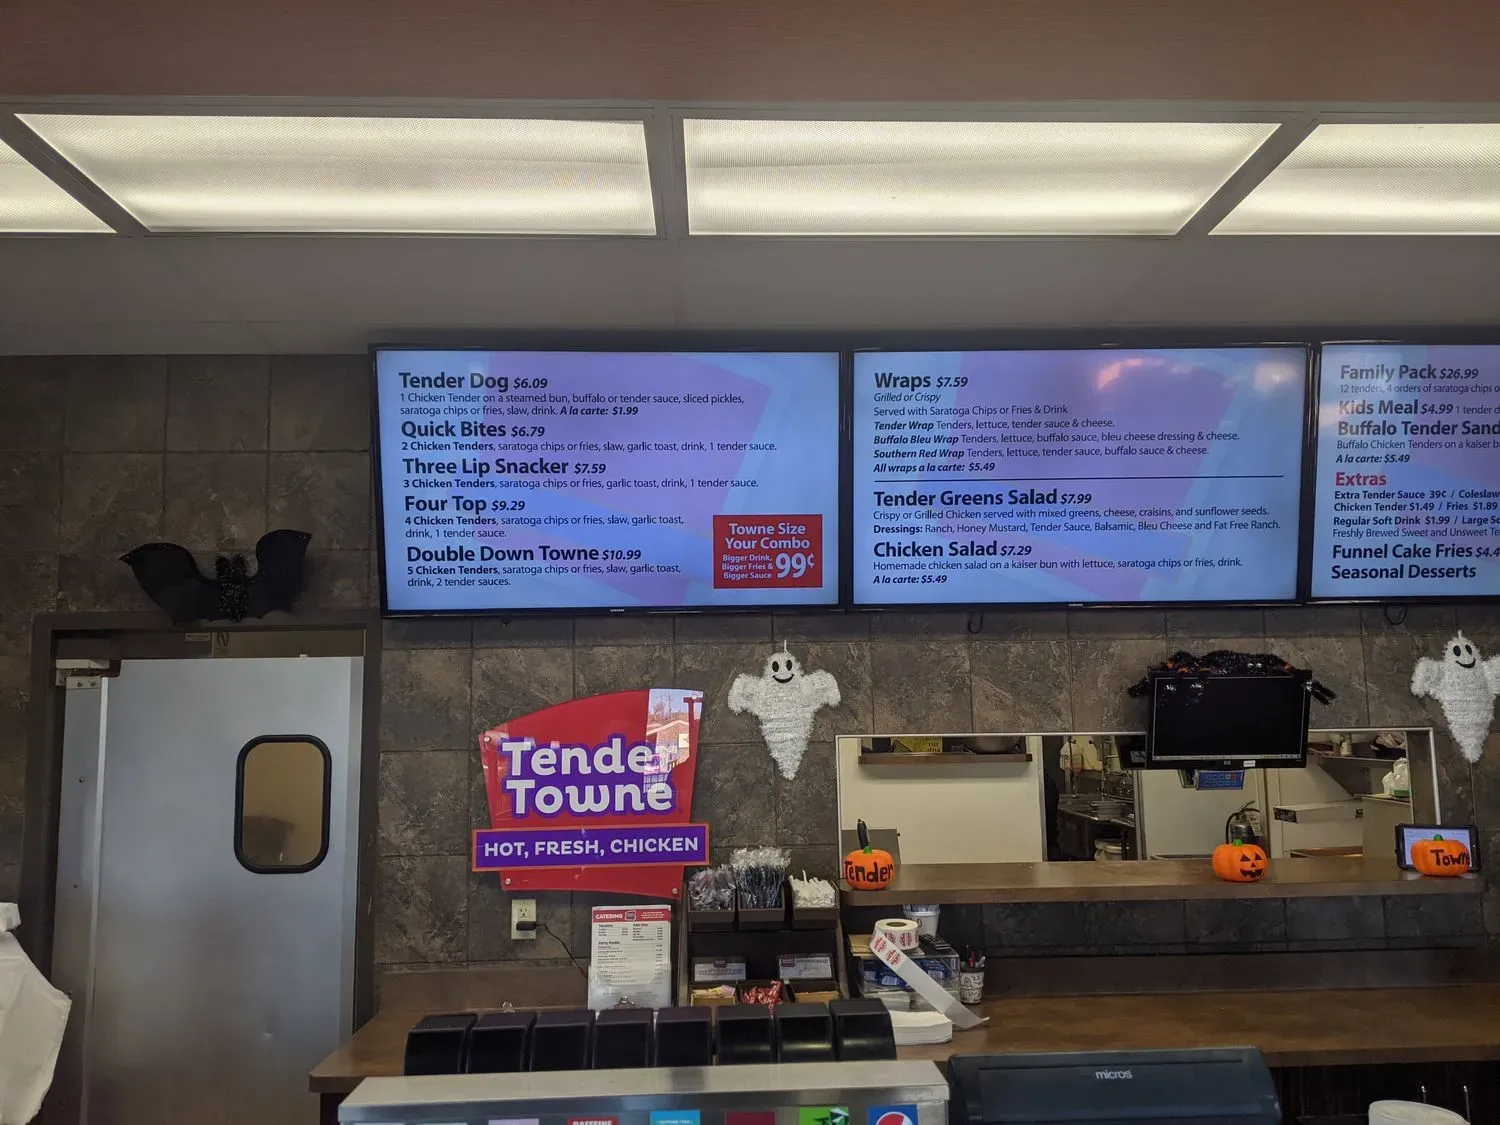 Tender Dog $6.09
1 Chicken Tender on a steamed bun, buffalo or tender sauce, sliced pickles,
saratoga chips or fries, slaw, drink. A la carte: $1.99
Quick Bites $6.79
2 Chicken Tenders, saratoga chips or fries, slaw, garlic toast, drink, 1 tender sauce.
Three Lip Snacker $7.59
3 Chicken Tenders, saratoga chips or fries, garlic toast, drink, 1 tender sauce.
Four Top $9.29
4 Chicken Tenders, saratoga chips or fries, slaw, garlic toast,
drink, 1 tender sauce.
Double Down Towne $10.99
5 Chicken Tenders, saratoga chips or fries, slaw, garlic toast,
drink, 2 tender sauces.
Towne Size
Your Combo
Bigger Drink,
Bigger Fries &
Bigger Sauce
99¢
SAMSUNG
Wraps $7.59
Grilled or Crispy
Served with Saratoga Chips or Fries & Drink
Tender Wrap Tenders, lettuce, tender sauce & cheese.
Buffalo Bleu Wrap Tenders, lettuce, buffalo sauce, bleu cheese dressing & cheese.
Southern Red Wrap Tenders, lettuce, tender sauce, buffalo sauce & cheese.
All wraps a la carte: $5.49
Tender Greens Salad $7.99
Crispy or Grilled Chicken served with mixed greens, cheese, craisins, and sunflower seeds.
Dressings: Ranch, Honey Mustard, Tender Sauce, Balsamic, Bleu Cheese and Fat Free Ranch.
Chicken Salad $7.29
Homemade chicken salad on a kaiser bun with lettuce, saratoga chips or fries, drink.
A la carte: $5.49
SAMSUNG
Family Pack $26.99
12 tenders, 4 orders of saratoga chips o
Kids Meal $4.99 1 tender d
Buffalo Tender Sand
Buffalo Chicken Tenders on a kaiser b
A la carte: $5.49
Extras
Extra Tender Sauce 39¢ / Coleslaw
Chicken Tender $1.49 / Fries $1.89
Regular Soft Drink $1.99 / Large So
Freshly Brewed Sweet and Unsweet Te
Funnel Cake Fries $4.4
Seasonal Desserts
Tender
Towne
HOT, FRESH, CHICKEN
Tender
Town
CATERING
micros